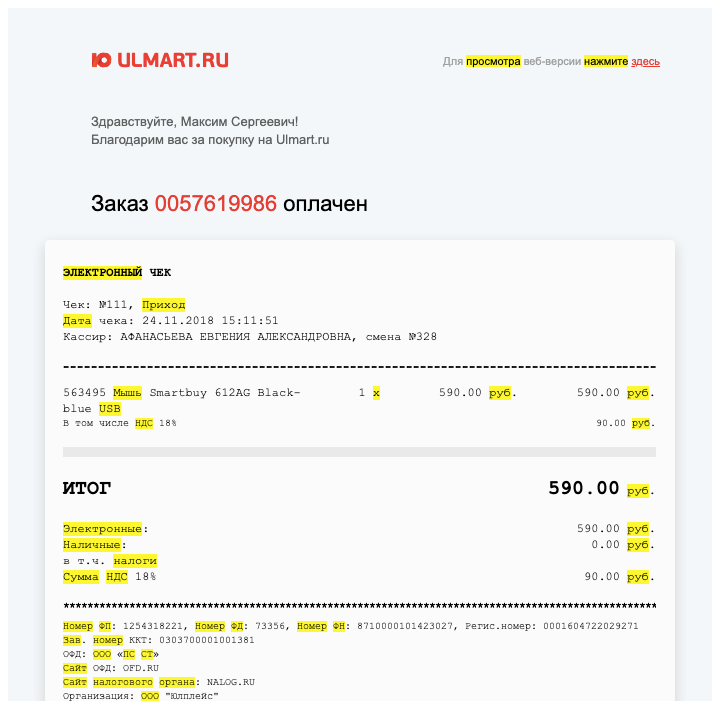 ULMART.RU
Для просмотра веб-версии нажмите здесь
Здравствуйте, Максим Сергеевич!
Благодарим вас за покупку на Ulmart.ru
Заказ 0057619986 оплачен
ЭЛЕКТРОННЫЙ ЧЕК
Чек: №111, Приход
Дата чека: 24.11.2018 15:11:51
Кассир: АФАНАСЬЕВА ЕВГЕНИЯ АЛЕКСАНДРОВНА, смена №328
563495 Мышь Smartbuy 612AG Black- 1 x 590.00 руб. 590.00 руб.
blue USB
В том числе НДС 18% 90.00 руб.
ИТОГ 590.00 руб.
Электронные: 590.00 руб.
Наличные: 0.00 руб.
в т.ч. налоги
Сумма НДС 18% 90.00 руб.
Номер ФП: 1254318221, Номер ФД: 73356, Номер ФН: 8710000101423027, Регис.номер: 0001604722029271
Зав. номер ККТ: 0303700001001381
ОФД: ООО «ПС СТ»
Сайт ОФД: OFD.RU
Сайт налогового органа: NALOG.RU
Организация: ООО "Юлплейс"